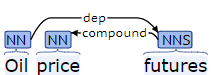 dep
NN NN compound NNS
Oil price futures